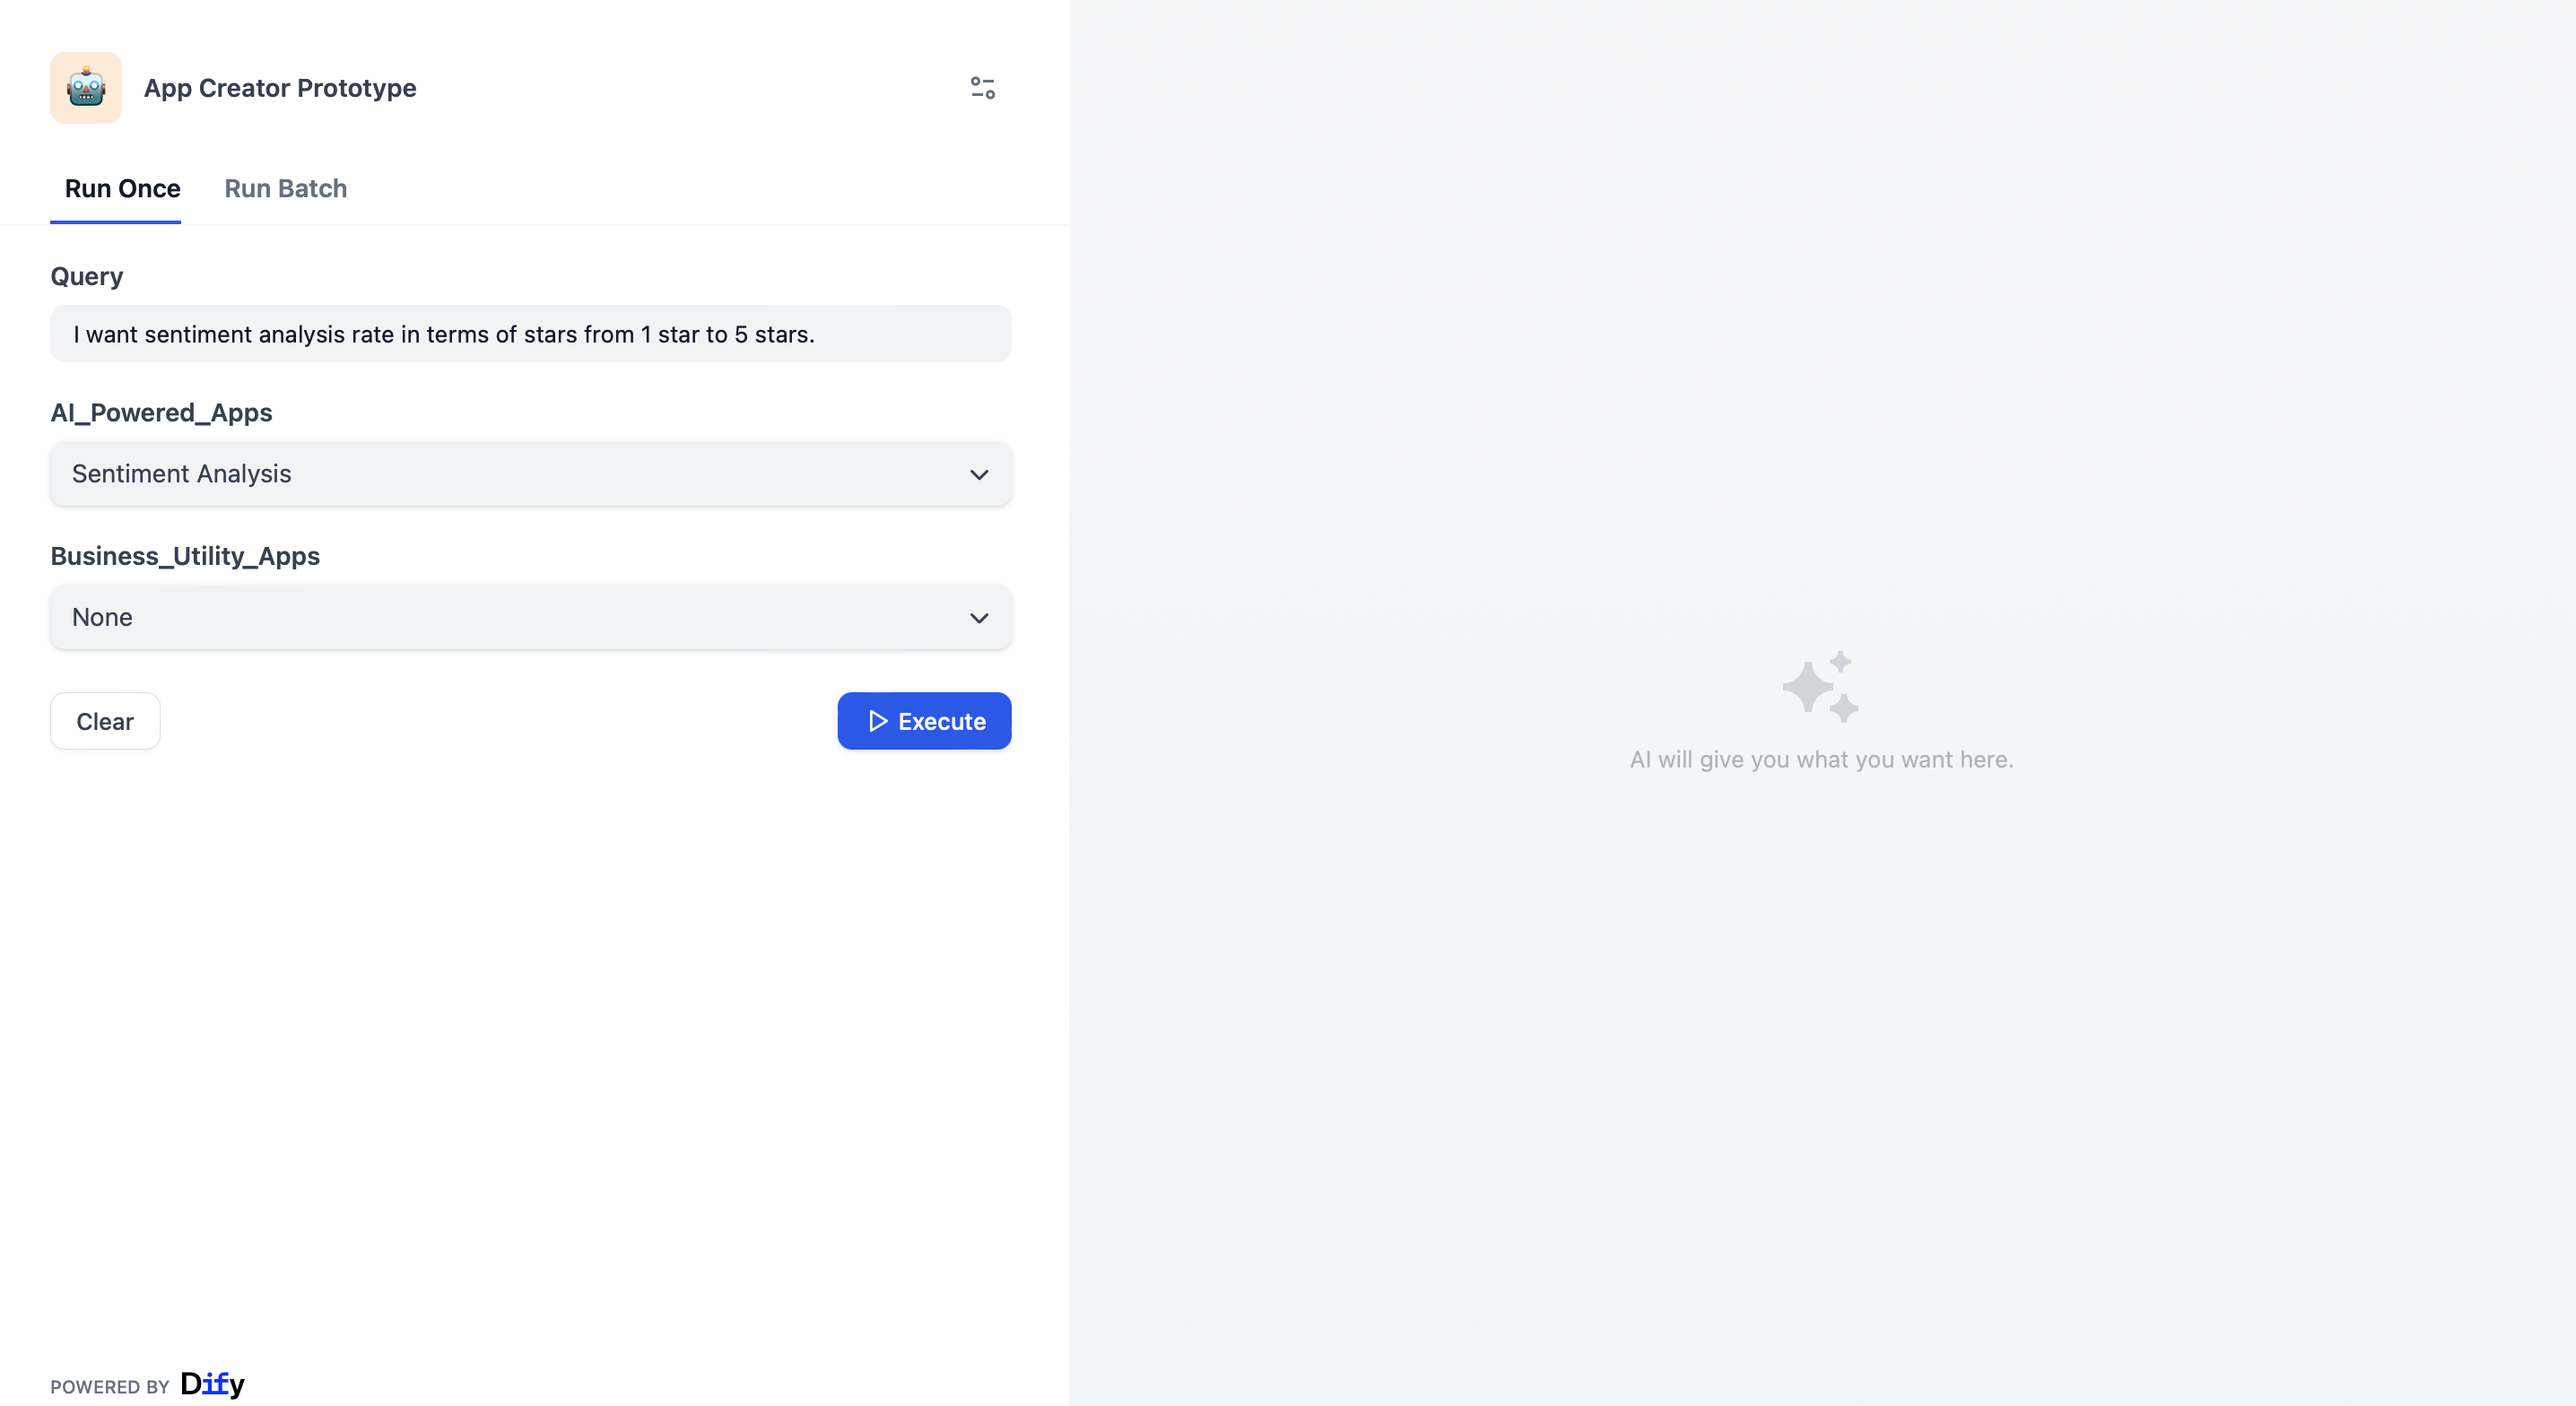 App Creator Prototype
Run Once
Run Batch
Query
I want sentiment analysis rate in terms of stars from 1 star to 5 stars.
AI_Powered_Apps
Sentiment Analysis
Business_Utility_Apps
None
Clear
Execute
AI will give you what you want here.
POWERED BY Dify